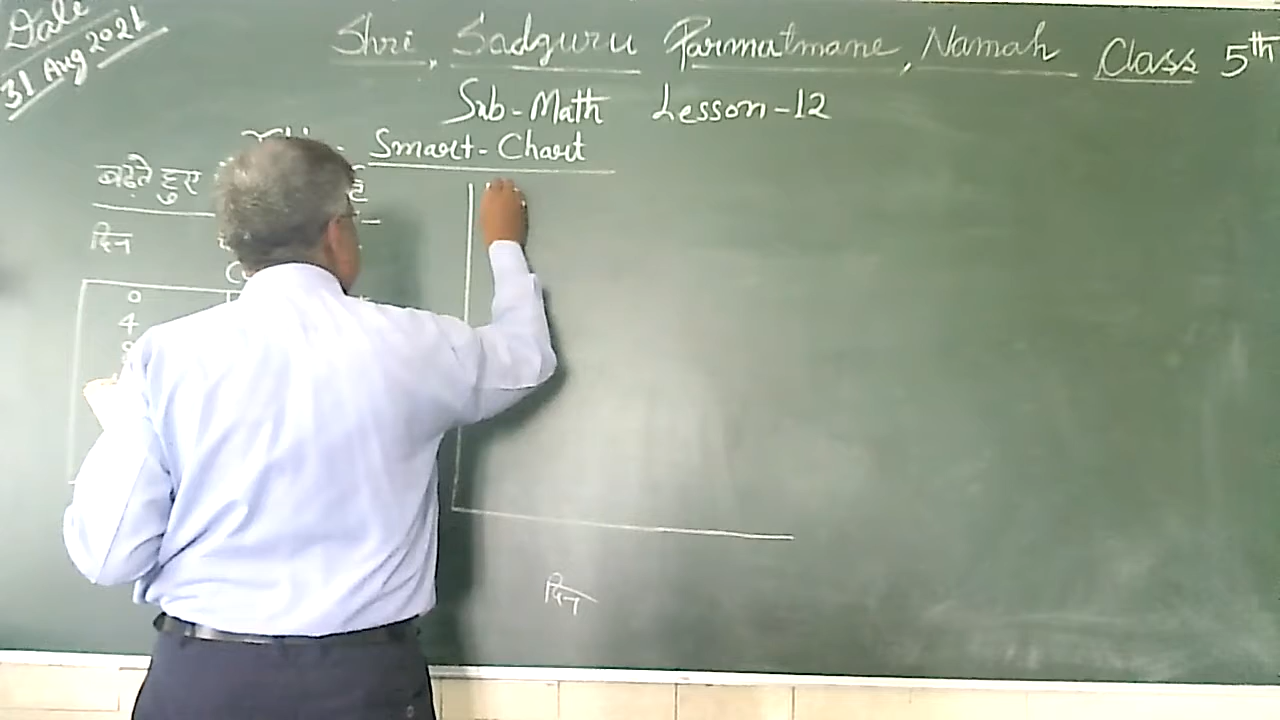 Date
31 Aug 2021
Shri, Sadguru Parmatmane, Namah Class 5th
Sub-Math Lesson-12
Smart-Chart
बढ़ते हुए
दिन
0
4
दिन